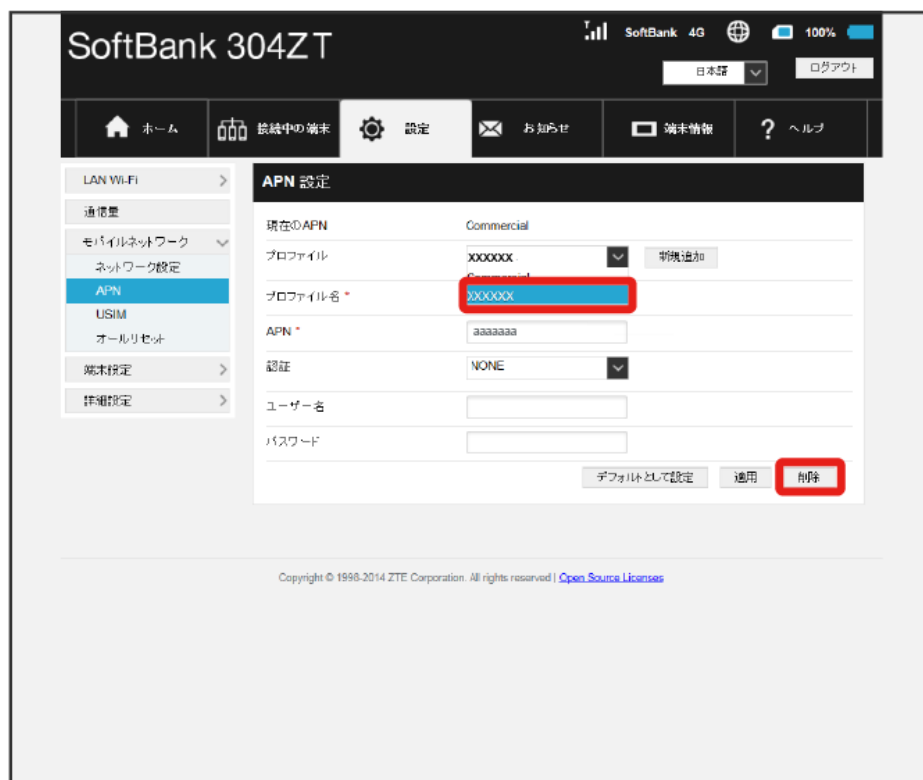 SoftBank 304ZT
SoftBank 4G 100%
日本語 ログアウト
ホーム 接続中の端末 設定 お知らせ 端末情報 ? ヘルプ
LAN Wi-Fi
通信量
モバイルネットワーク
ネットワーク設定
APN
USIM
オールリセット
端末設定
詳細設定
APN 設定
現在のAPN Commercial
プロファイル xxxxxx 新規追加
Commercial
プロファイル名 * xxxxxx
APN * aaaaaaa
認証 NONE
ユーザー名
パスワード
デフォルトとして設定 適用 削除
Copyright © 1998-2014 ZTE Corporation. All rights reserved | Open Source Licenses